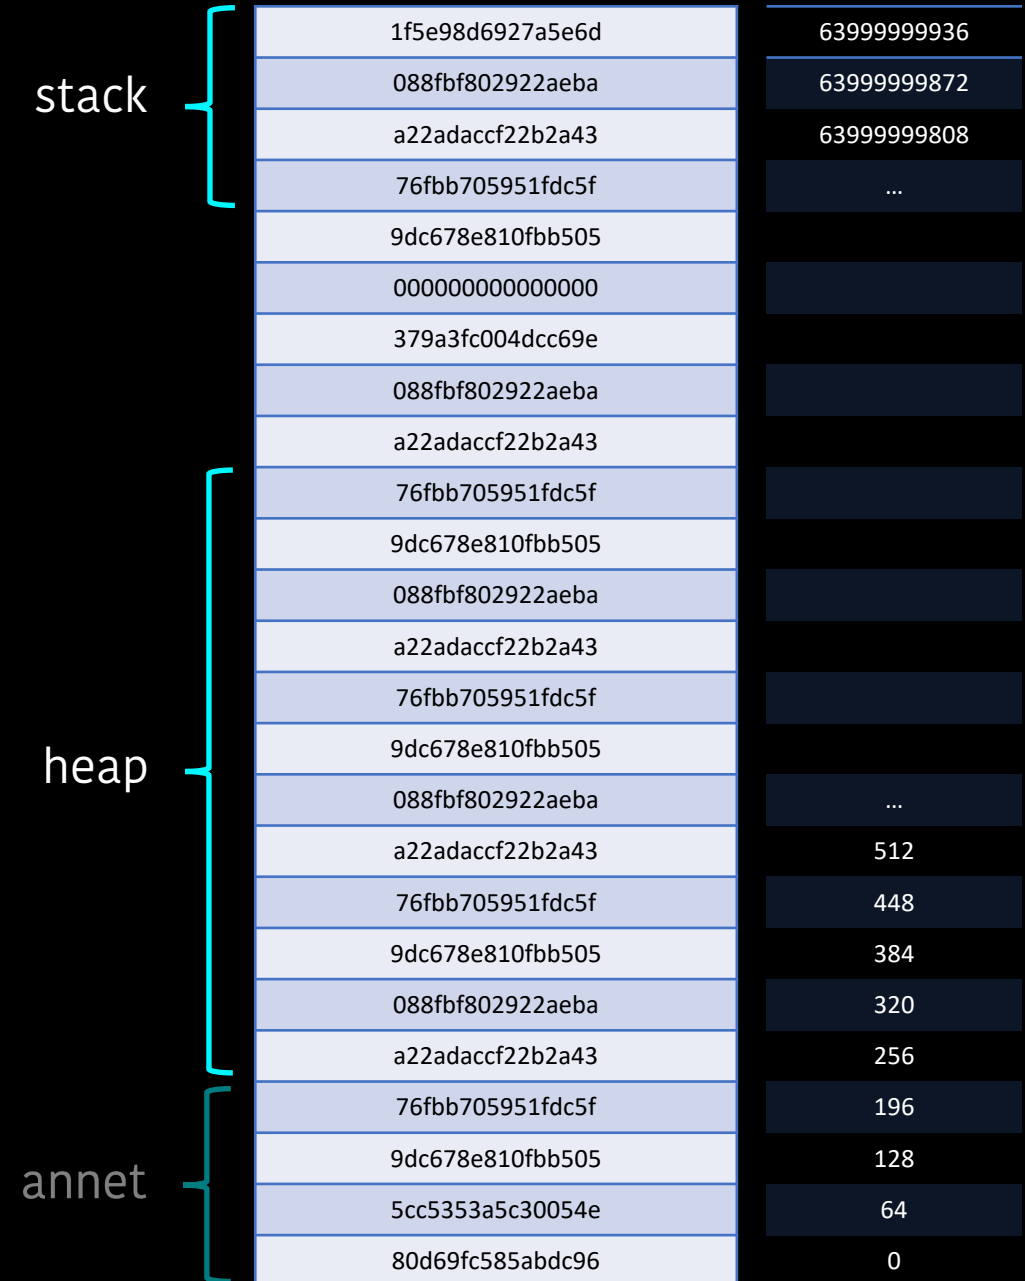 1f5e98d6927a5e6d 63999999936
stack
088fbf802922aeba 63999999872
a22adaccf22b2a43 63999999808
76fbb705951fdc5f ...
9dc678e810fbb505
000000000000000
379a3fc004dcc69e
088fbf802922aeba
a22adaccf22b2a43
76fbb705951fdc5f
9dc678e810fbb505
088fbf802922aeba
a22adaccf22b2a43
76fbb705951fdc5f
9dc678e810fbb505
heap
088fbf802922aeba ...
a22adaccf22b2a43 512
76fbb705951fdc5f 448
9dc678e810fbb505 384
088fbf802922aeba 320
a22adaccf22b2a43 256
76fbb705951fdc5f 196
9dc678e810fbb505 128
annet
5cc5353a5c30054e 64
80d69fc585abdc96 0